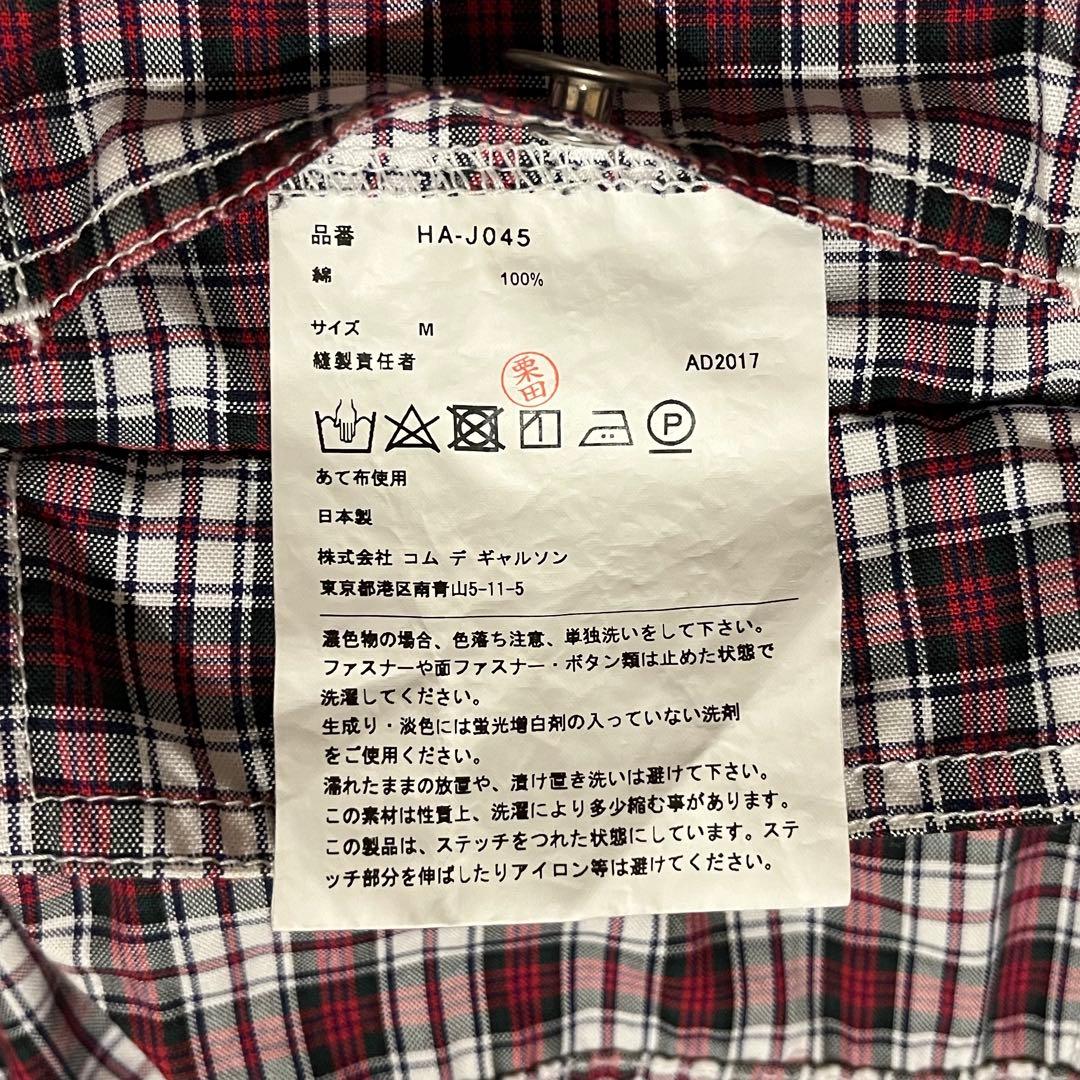 品番 HA-J045
綿 100%
サイズ M
縫製責任者 栗田 AD2017
P
あて布使用
日本製
株式会社 コム デ ギャルソン
東京都港区南青山5-11-5
濃色物の場合、色落ち注意、単独洗いをして下さい。
ファスナーや面ファスナー・ボタン類は止めた状態で
洗濯してください。
生成り・淡色には蛍光増白剤の入っていない洗剤
をご使用ください。
濡れたままの放置や、漬け置き洗いは避けて下さい。
この素材は性質上、洗濯により多少縮む事があります。
この製品は、ステッチをつれた状態にしています。ステ
ッチ部分を伸ばしたりアイロン等は避けてください。